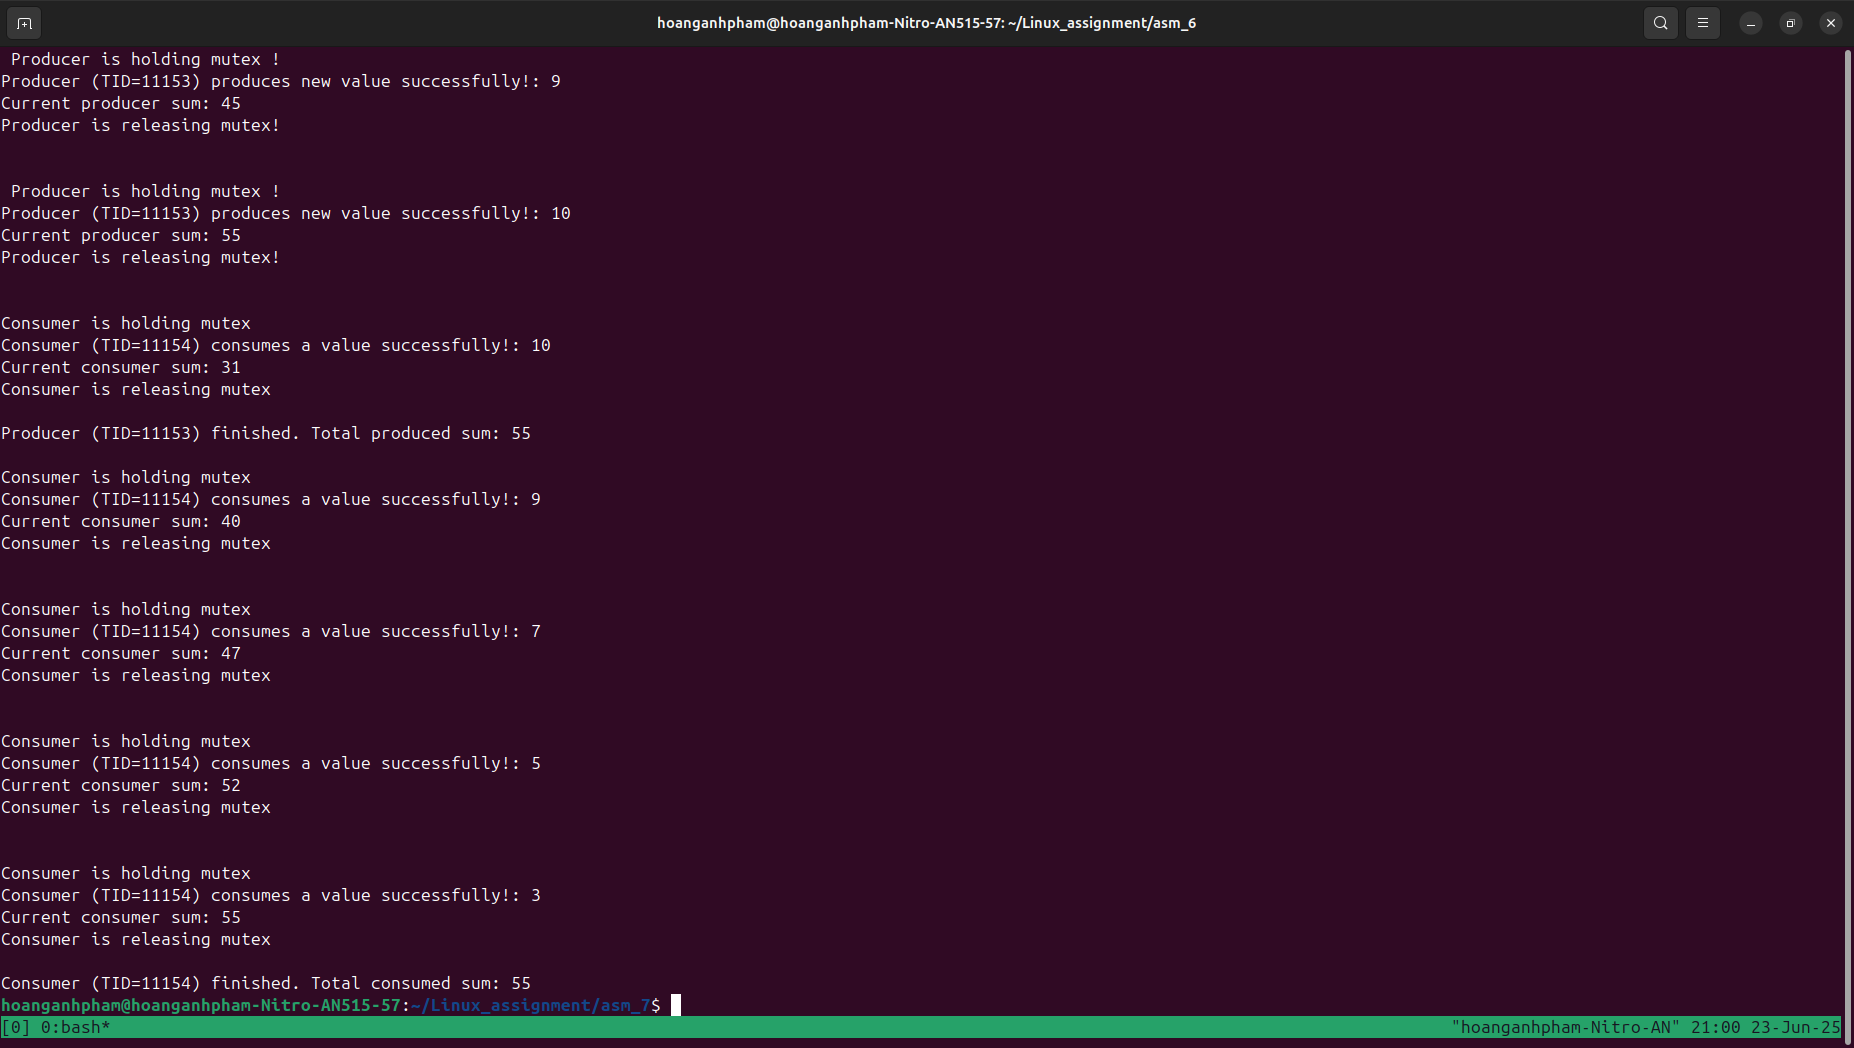 hoanganhpham@hoanganhpham-Nitro-AN515-57: ~/Linux_assignment/asm_6
Producer is holding mutex !
Producer (TID=11153) produces new value successfully!: 9
Current producer sum: 45
Producer is releasing mutex!
Producer is holding mutex !
Producer (TID=11153) produces new value successfully!: 10
Current producer sum: 55
Producer is releasing mutex!
Consumer is holding mutex
Consumer (TID=11154) consumes a value successfully!: 10
Current consumer sum: 31
Consumer is releasing mutex
Producer (TID=11153) finished. Total produced sum: 55
Consumer is holding mutex
Consumer (TID=11154) consumes a value successfully!: 9
Current consumer sum: 40
Consumer is releasing mutex
Consumer is holding mutex
Consumer (TID=11154) consumes a value successfully!: 7
Current consumer sum: 47
Consumer is releasing mutex
Consumer is holding mutex
Consumer (TID=11154) consumes a value successfully!: 5
Current consumer sum: 52
Consumer is releasing mutex
Consumer is holding mutex
Consumer (TID=11154) consumes a value successfully!: 3
Current consumer sum: 55
Consumer is releasing mutex
Consumer (TID=11154) finished. Total consumed sum: 55
hoanganhpham@hoanganhpham-Nitro-AN515-57:~/Linux_assignment/asm_7$
[0] 0:bash* "hoanganhpham-Nitro-AN" 21:00 23-Jun-25